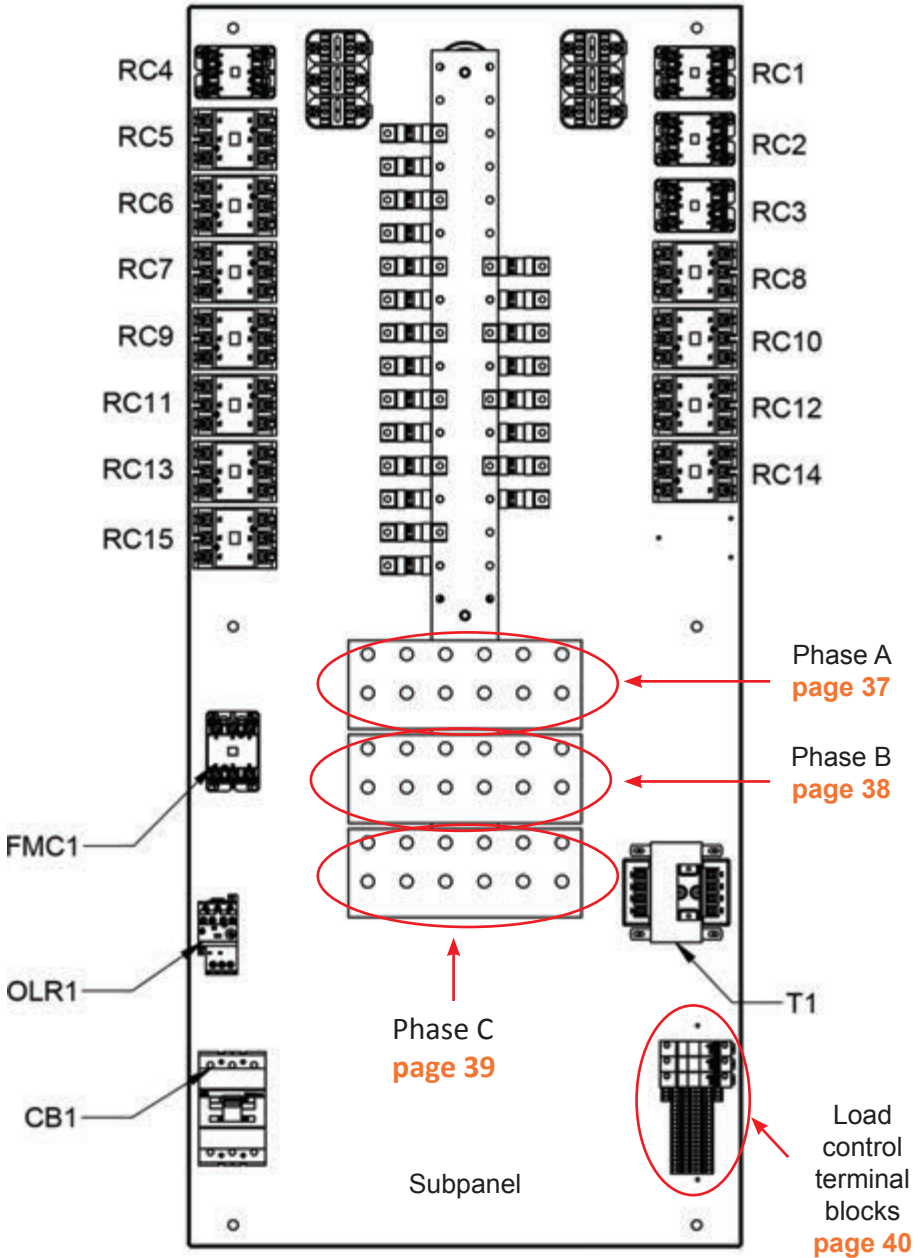 RC4
RC1
RC5
RC2
RC6
RC3
RC7
RC8
RC9
RC10
RC11
RC12
RC13
RC14
RC15
Phase A
page 37
Phase B
page 38
FMC1
OLR1
T1
Phase C
page 39
CB1
Subpanel
Load
control
terminal
blocks
page 40